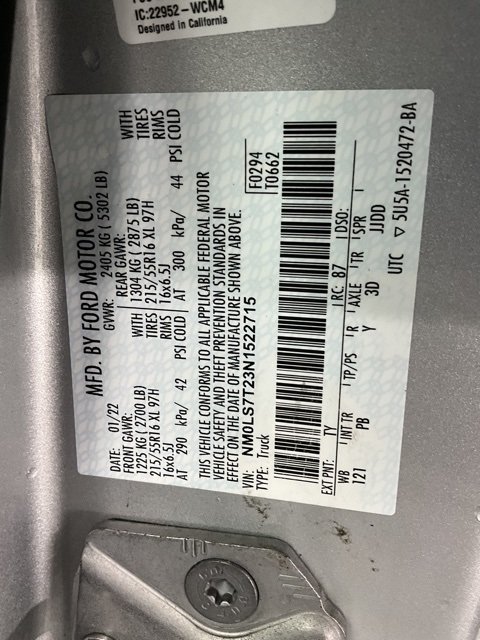 IC:22952-WCM4
Designed in California
MFD. BY FORD MOTOR CO.
DATE: 01/22 GVWR: 2405 KG ( 5302 LB)
FRONT GAWR: REAR GAWR:
1225 KG ( 2700 LB) WITH 1304 KG ( 2875 LB) WITH
215/55R16 XL 97H TIRES 215/55R16 XL 97H TIRES
16x6.5J RIMS 16x6.5J RIMS
AT 290 kPa/ 42 PSI COLD AT 300 kPa/ 44 PSI COLD
THIS VEHICLE CONFORMS TO ALL APPLICABLE FEDERAL MOTOR
VEHICLE SAFETY AND THEFT PREVENTION STANDARDS IN
EFFECT ON THE DATE OF MANUFACTURE SHOWN ABOVE.
VIN: NM0LS7T23N1522715 F0294
TYPE: Truck T0662
EXT PNT: TY RC: B7 DSO:
WB INT TR TP/PS R AXLE TR SPR
121 PB Y 3D JJDD
UTC ▽ 5U5A-1520472-BA